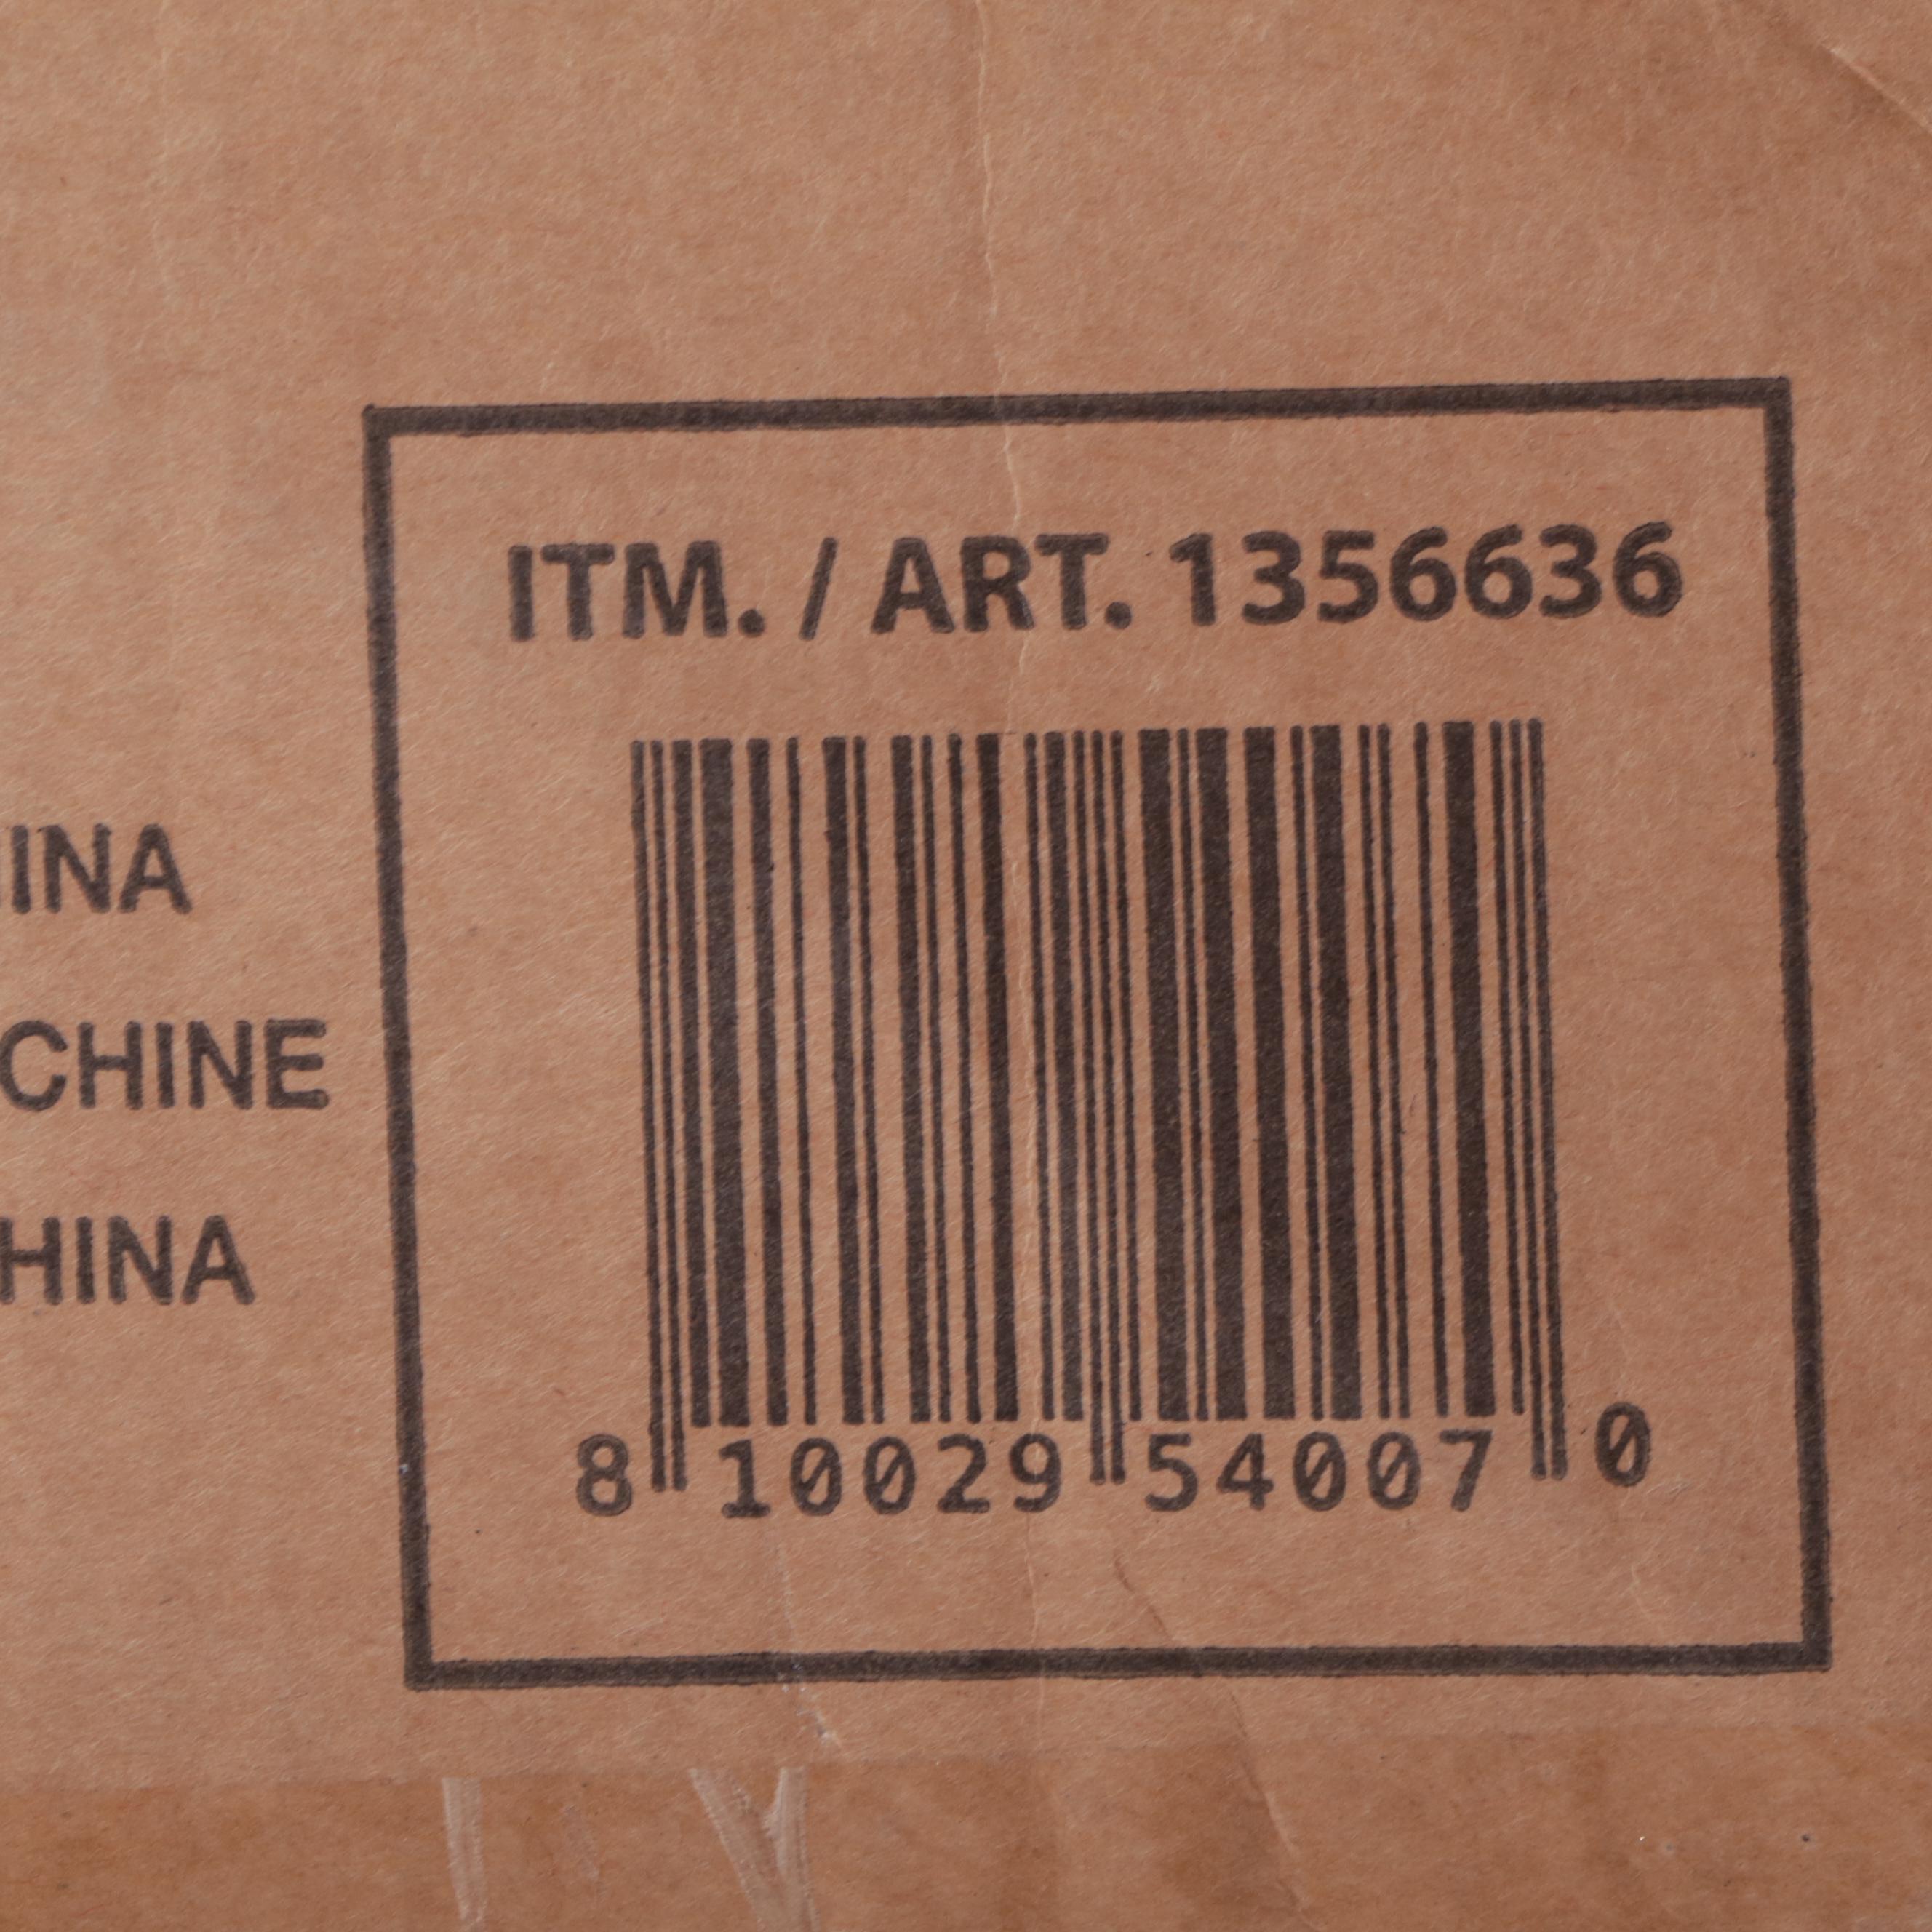 ITM. / ART. 1356636
INA
CHINE
HINA
8 10029 54007 0